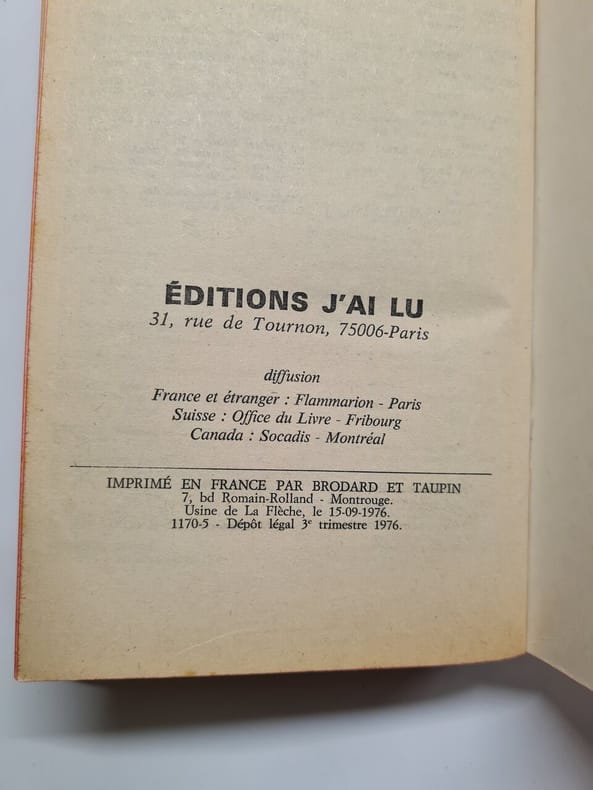 ÉDITIONS J'AI LU
31, rue de Tournon, 75006-Paris
diffusion
France et étranger : Flammarion - Paris
Suisse : Office du Livre - Fribourg
Canada : Socadis - Montréal
IMPRIMÉ EN FRANCE PAR BRODARD ET TAUPIN
7, bd Romain-Rolland - Montrouge.
Usine de La Flèche, le 15-09-1976.
1170-5 - Dépôt légal 3e trimestre 1976.